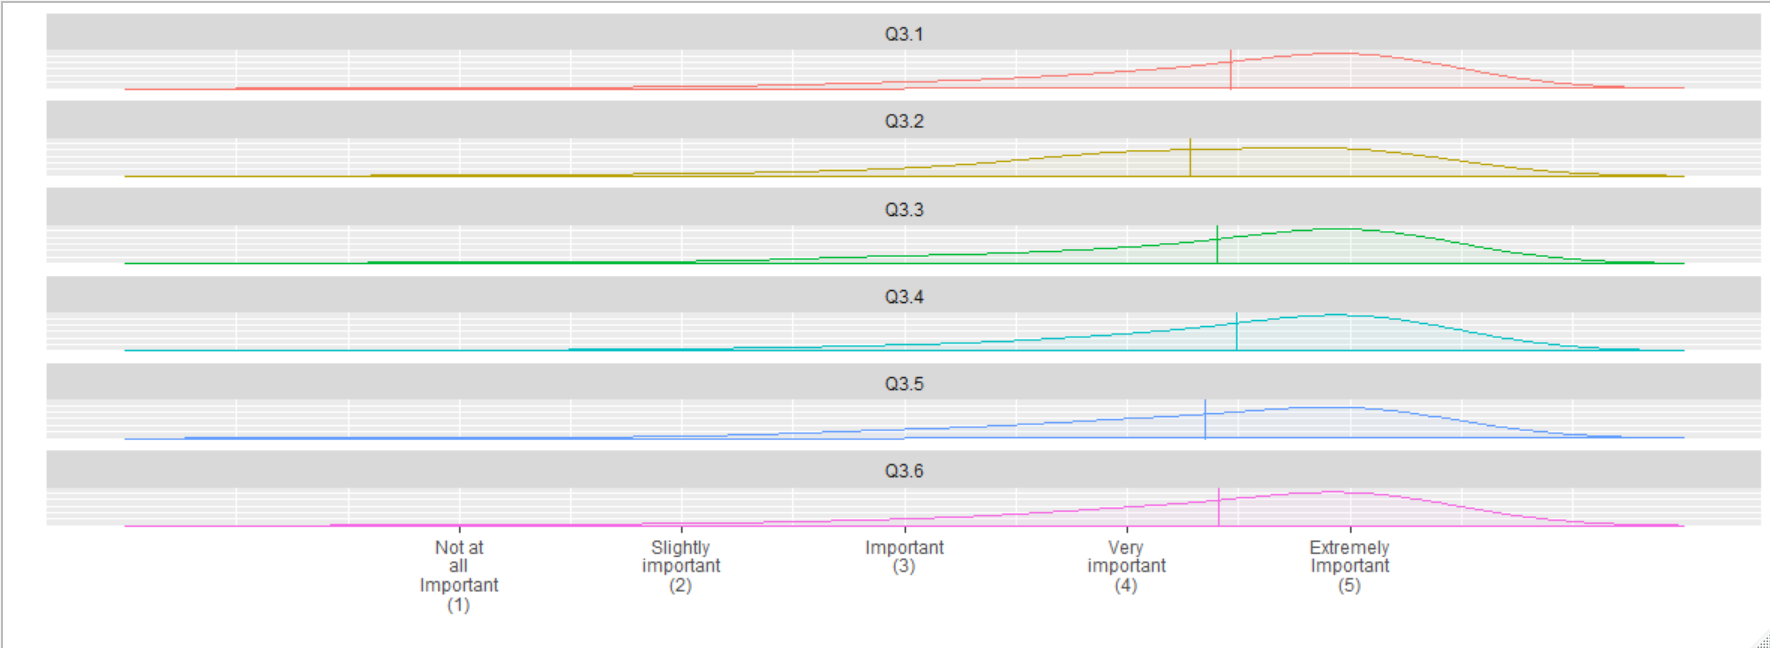 Q3.1
Q3.2
Q3.3
Q3.4
Q3.5
Q3.6
Not at
all
Important
(1)
Slightly
important
(2)
Important
(3)
Very
important
(4)
Extremely
Important
(5)